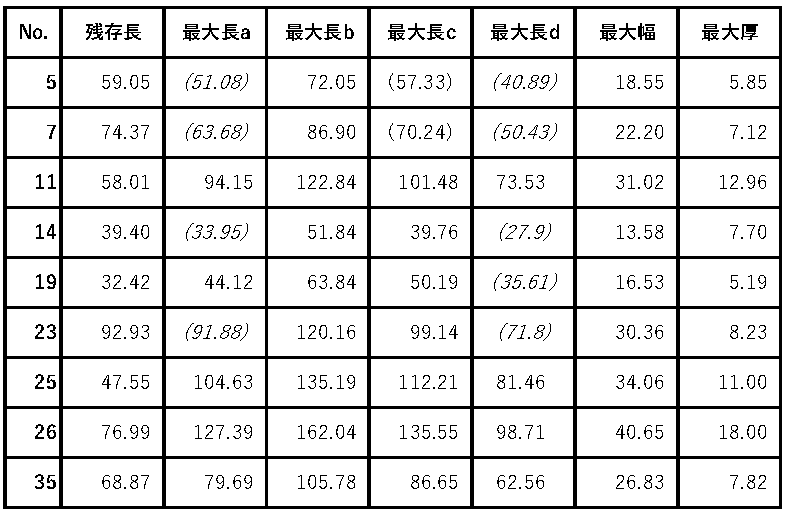 No. 残存長 最大長a 最大長b 最大長c 最大長d 最大幅 最大厚
5 59.05 (51.08) 72.05 (57.33) (40.89) 18.55 5.85
7 74.37 (63.68) 86.90 (70.24) (50.43) 22.20 7.12
11 58.01 94.15 122.84 101.48 73.53 31.02 12.96
14 39.40 (33.95) 51.84 39.76 (27.9) 13.58 7.70
19 32.42 44.12 63.84 50.19 (35.61) 16.53 5.19
23 92.93 (91.88) 120.16 99.14 (71.8) 30.36 8.23
25 47.55 104.63 135.19 112.21 81.46 34.06 11.00
26 76.99 127.39 162.04 135.55 98.71 40.65 18.00
35 68.87 79.69 105.78 86.65 62.56 26.83 7.82